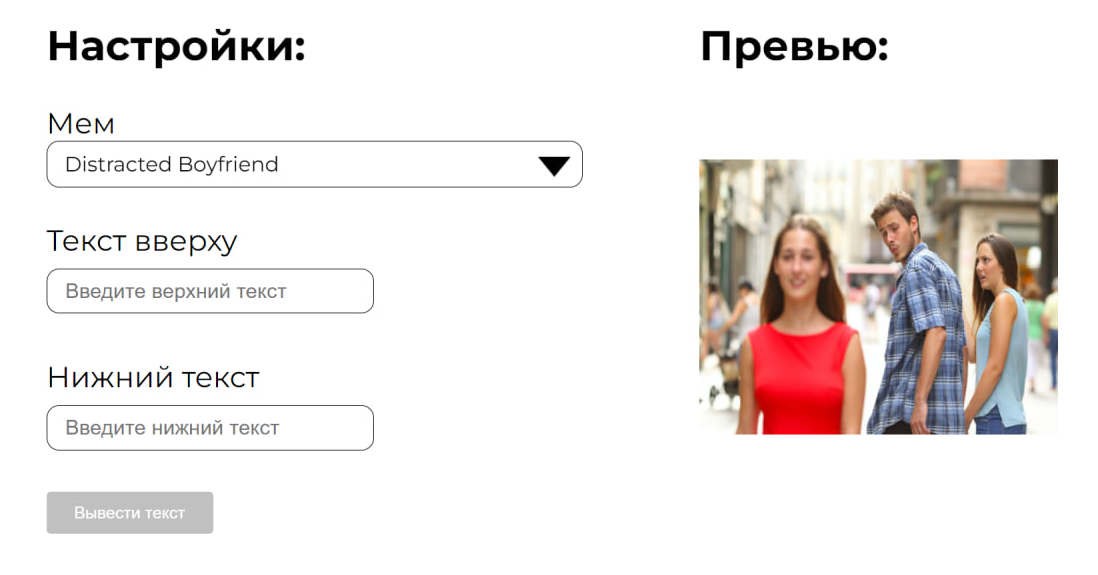 Настройки:
Превью:
Мем
Distracted Boyfriend
Текст вверху
Введите верхний текст
Нижний текст
Введите нижний текст
Вывести текст